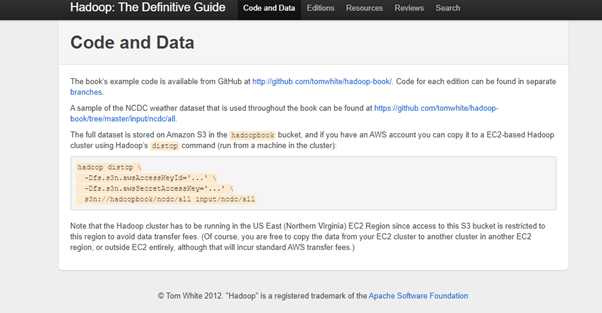 Hadoop: The Definitive Guide Code and Data Editions Resources Reviews Search
Code and Data
The book's example code is available from GitHub at http://github.com/tomwhite/hadoop-book/. Code for each edition can be found in separate
branches.
A sample of the NCDC weather dataset that is used throughout the book can be found at https://github.com/tomwhite/hadoop-
book/tree/master/input/ncdc/all.
The full dataset is stored on Amazon S3 in the hadoopbook bucket, and if you have an AWS account you can copy it to a EC2-based Hadoop
cluster using Hadoop's distcp command (run from a machine in the cluster):
hadoop distcp \
-Dfs.s3n.awsAccessKeyId='...' \
-Dfs.s3n.awsSecretAccessKey='...' \
s3n://hadoopbook/ncdc/all input/ncdc/all
Note that the Hadoop cluster has to be running in the US East (Northern Virginia) EC2 Region since access to this S3 bucket is restricted to
this region to avoid data transfer fees. (Of course, you are free to copy the data from your EC2 cluster to another cluster in another EC2
region, or outside EC2 entirely, although that will incur standard AWS transfer fees.)
© Tom White 2012. "Hadoop" is a registered trademark of the Apache Software Foundation